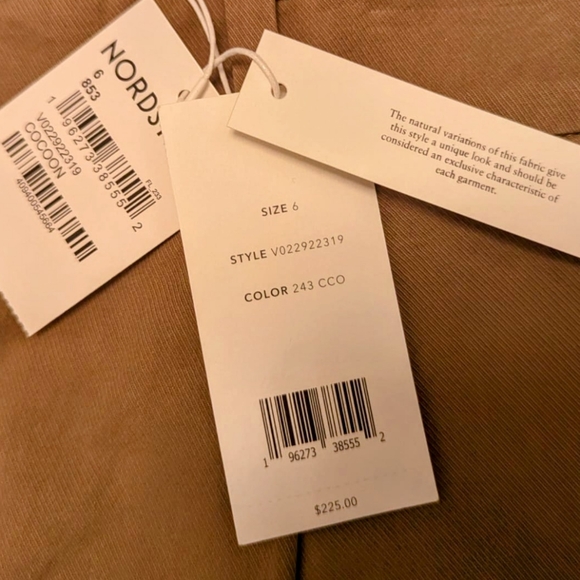 NORDST
6
853
FL_233
1 96273 38555 2
V022922319
COCOON
The natural variations of this fabric give
this style a unique look and should be
considered an exclusive characteristic of
each garment.
SIZE 6
STYLE V022922319
COLOR 243 CCO
1 96273 38555 2
$225.00